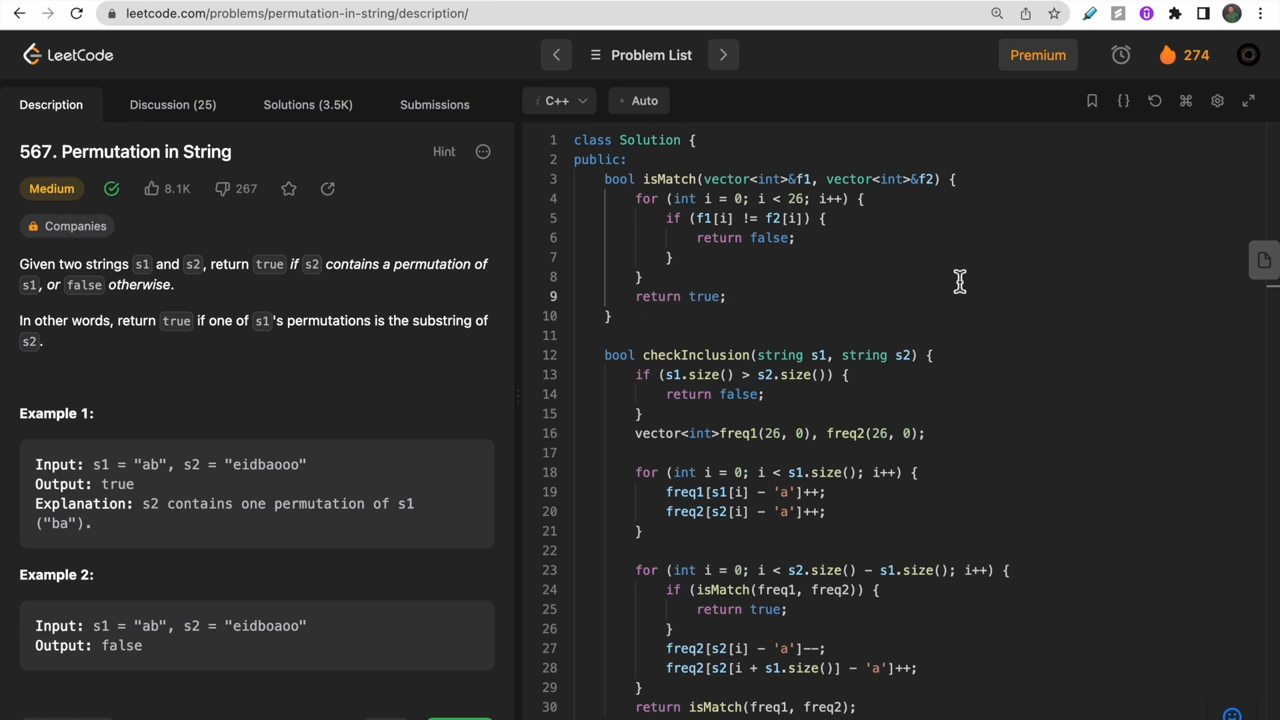 leetcode.com/problems/permutation-in-string/description/
LeetCode
Problem List
Premium
274
Description
Discussion (25)
Solutions (3.5K)
Submissions
i C++
Auto
567. Permutation in String
Hint
Medium
8.1K
267
Companies
Given two strings s1 and s2, return true if s2 contains a permutation of
s1, or false otherwise.
In other words, return true if one of s1's permutations is the substring of
s2.
Example 1:
Input: s1 = "ab", s2 = "eidbaooo"
Output: true
Explanation: s2 contains one permutation of s1
("ba").
Example 2:
Input: s1 = "ab", s2 = "eidboaoo"
Output: false
1 class Solution {
2 public:
3 bool isMatch(vector<int>&f1, vector<int>&f2) {
4 for (int i = 0; i < 26; i++) {
5 if (f1[i] != f2[i]) {
6 return false;
7 }
8 }
9 return true;
10 }
11
12 bool checkInclusion(string s1, string s2) {
13 if (s1.size() > s2.size()) {
14 return false;
15 }
16 vector<int>freq1(26, 0), freq2(26, 0);
17
18 for (int i = 0; i < s1.size(); i++) {
19 freq1[s1[i] - 'a']++;
20 freq2[s2[i] - 'a']++;
21 }
22
23 for (int i = 0; i < s2.size() - s1.size(); i++) {
24 if (isMatch(freq1, freq2)) {
25 return true;
26 }
27 freq2[s2[i] - 'a']--;
28 freq2[s2[i + s1.size()] - 'a']++;
29 }
30 return isMatch(freq1, freq2);